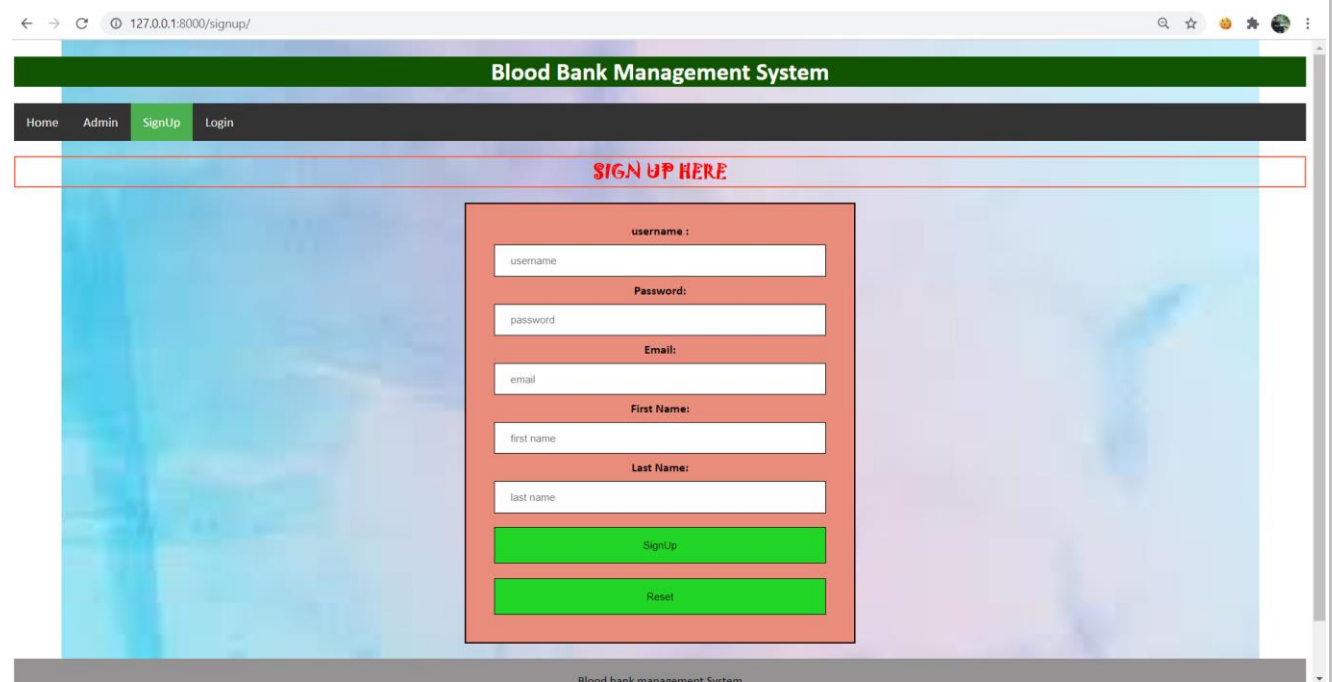 127.0.0.1:8000/signup/
Blood Bank Management System
Home Admin SignUp Login
SIGN UP HERE
username :
username
Password:
password
Email:
email
First Name:
first name
Last Name:
last name
SignUp
Reset
Blood bank management System